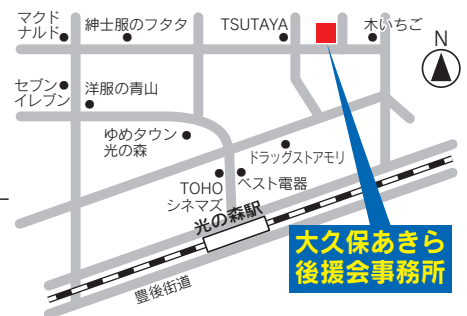 マクド
ナルド
紳士服のフタタ
TSUTAYA
木いちご
N
セブン
イレブン
洋服の青山
ゆめタウン
光の森
ドラッグストアモリ
TOHO
シネマズ
ベスト電器
光の森駅
大久保あきら
後援会事務所
豊後街道